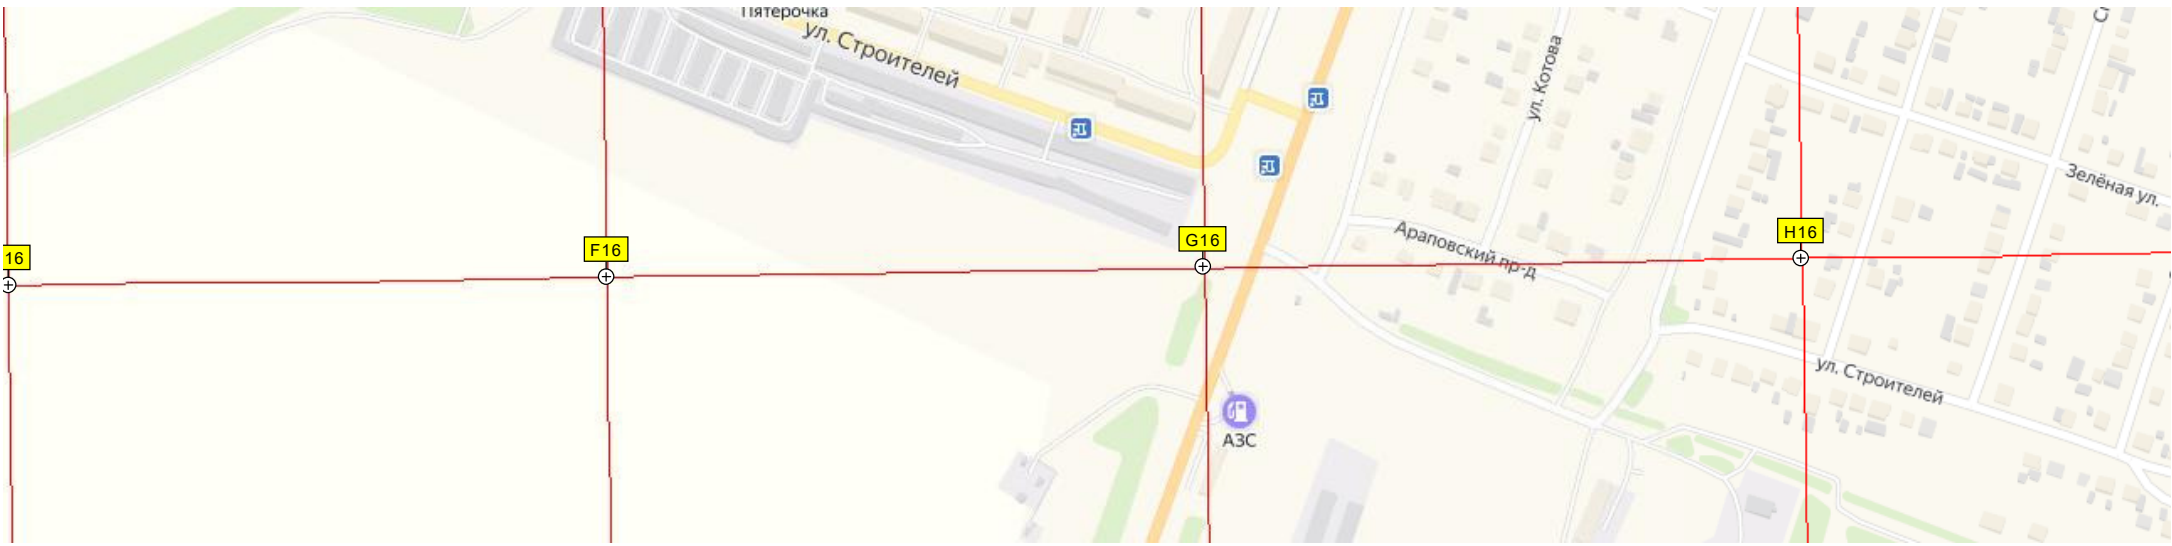 Пятерочка
ул. Строителей
ул. Котова
Зелёная ул.
Араповский пр-д
16
F16
G16
H16
ул. Строителей
АЗС